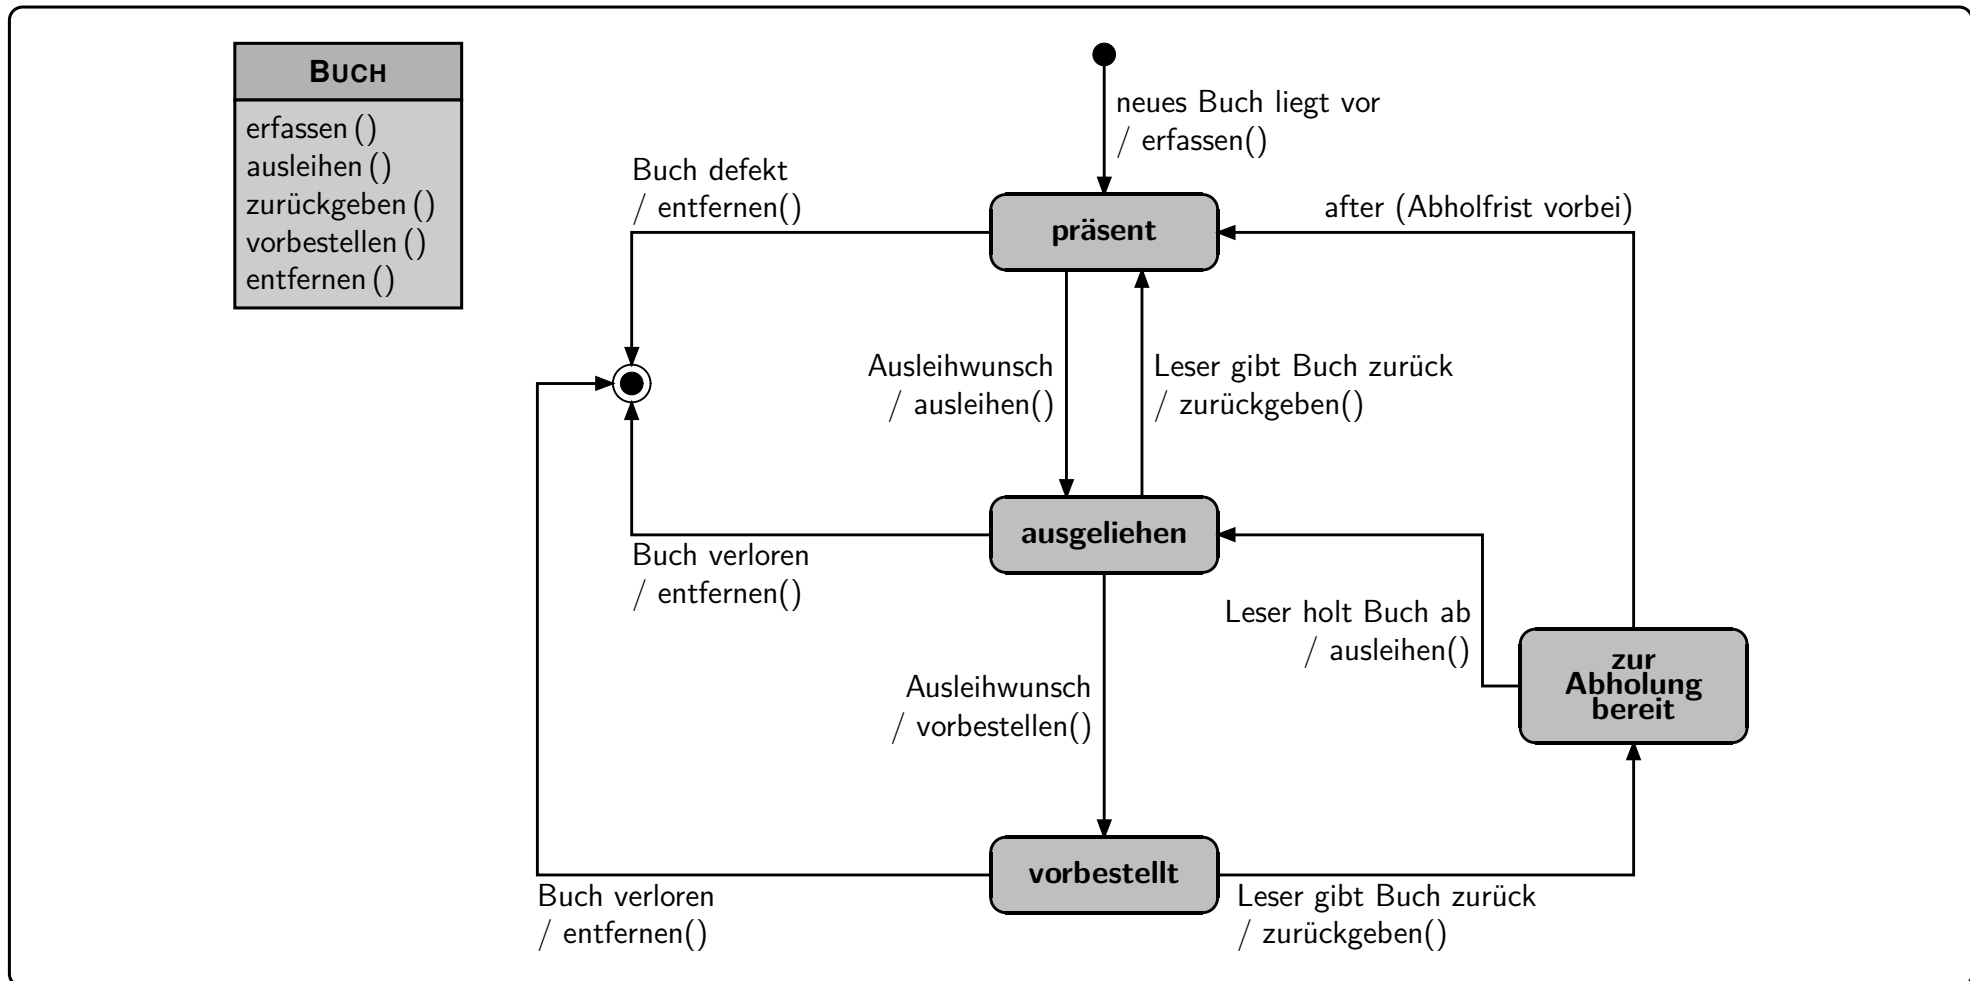 BUCH
erfassen ()
ausleihen ()
zurückgeben ()
vorbestellen ()
entfernen ()
neues Buch liegt vor
/ erfassen()
Buch defekt
/ entfernen()
präsent
after (Abholfrist vorbei)
Ausleihwunsch
/ ausleihen()
Leser gibt Buch zurück
/ zurückgeben()
ausgeliehen
Buch verloren
/ entfernen()
Leser holt Buch ab
/ ausleihen()
zur
Abholung
bereit
Ausleihwunsch
/ vorbestellen()
vorbestellt
Buch verloren
/ entfernen()
Leser gibt Buch zurück
/ zurückgeben()